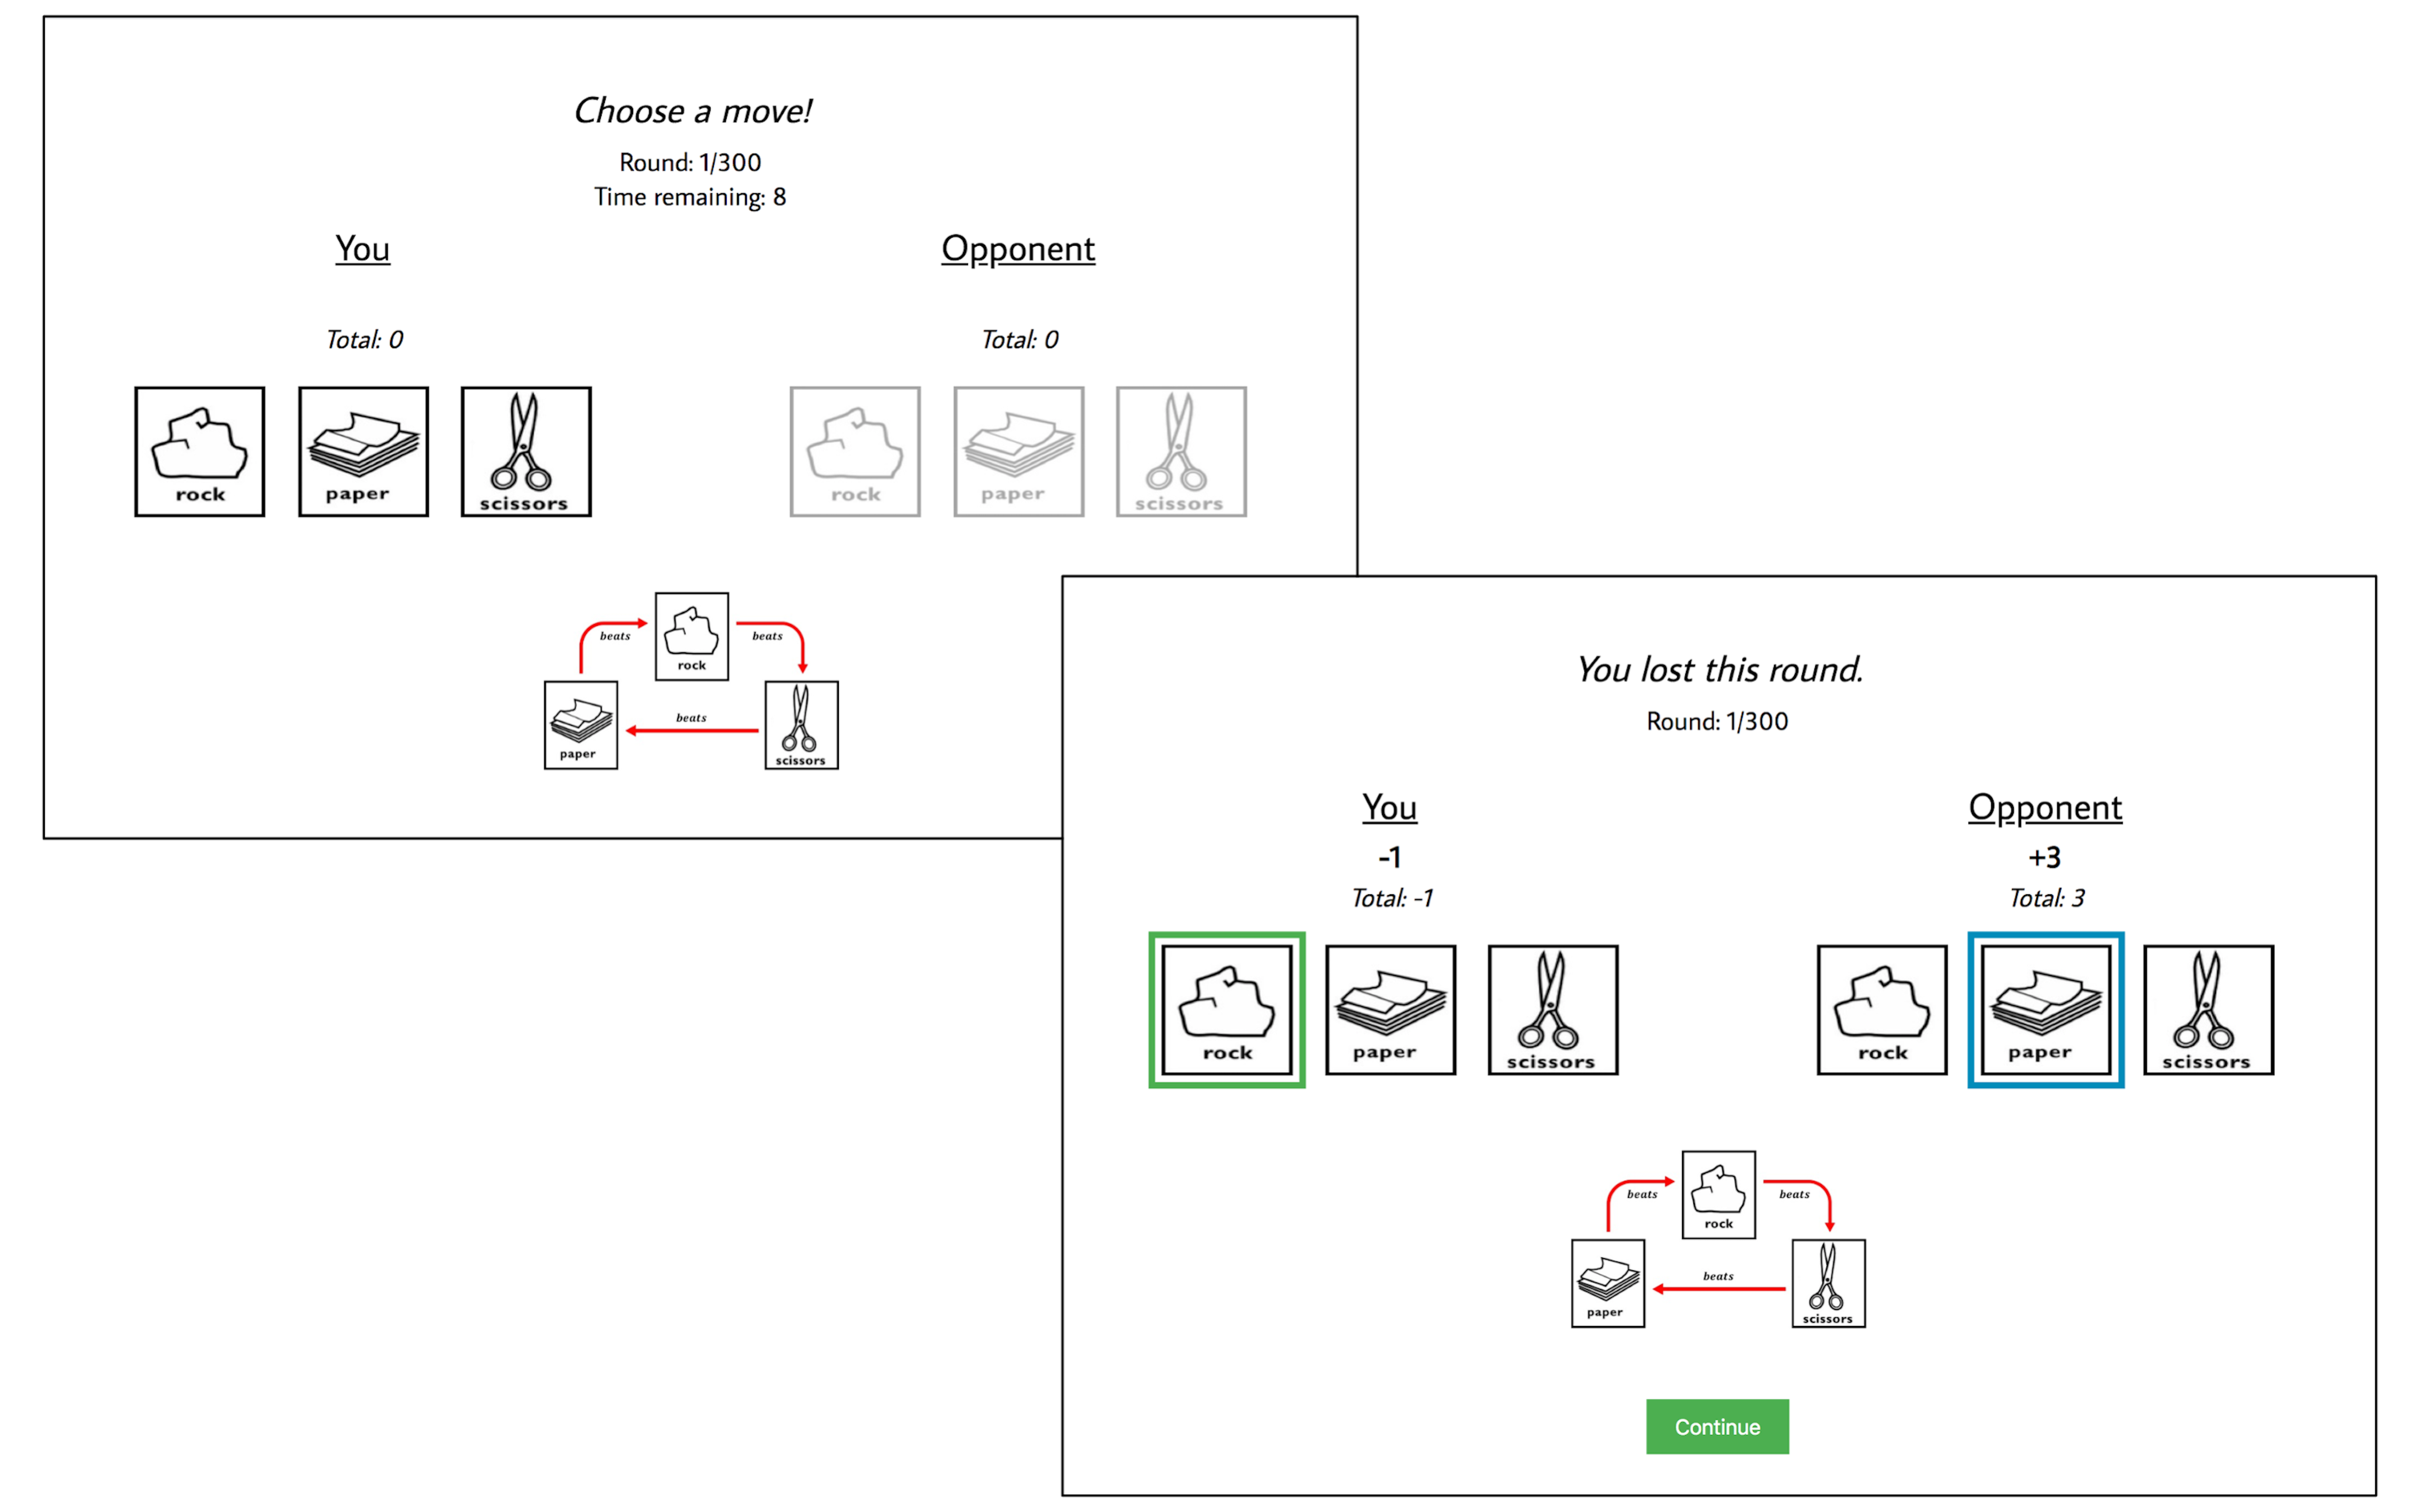 Choose a move!
Round: 1/300
Time remaining: 8
You Opponent
Total: 0 Total: 0
rock paper scissors rock paper scissors
beats rock beats
beats
paper scissors
You lost this round.
Round: 1/300
You Opponent
-1 +3
Total: -1 Total: 3
rock paper scissors rock paper scissors
beats rock beats
beats
paper scissors
Continue